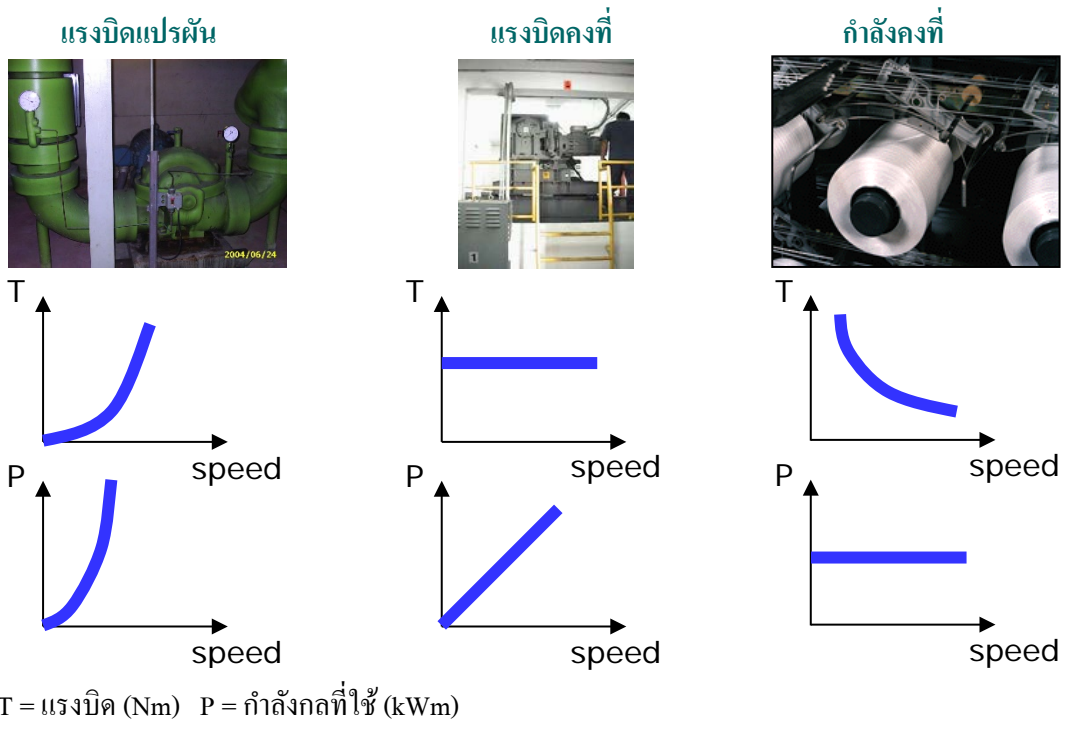 แรงบิดแปรผัน
แรงบิดคงที่
กำลังคงที่
2004/06/24
1
T
T
T
speed
speed
speed
P
P
P
speed
speed
speed
T = แรงบิด (Nm) P = กำลังกลที่ใช้ (kWm)